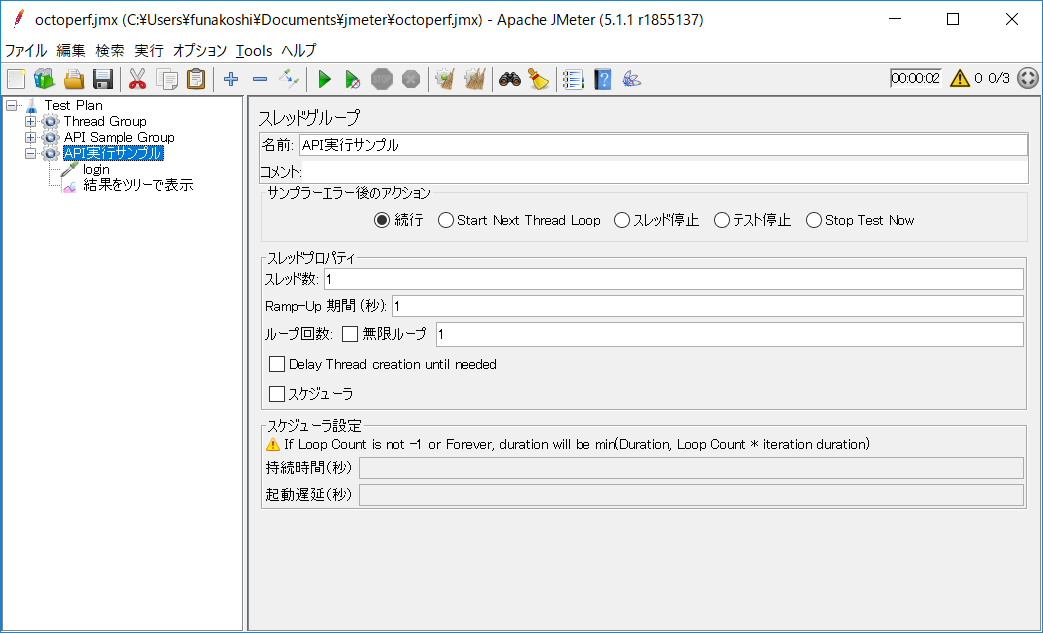 octoperf.jmx (C:¥Users¥funakoshi¥Documents¥jmeter¥octoperf.jmx) - Apache JMeter (5.1.1 r1855137)
ファイル 編集 検索 実行 オプション Tools ヘルプ
STOP 00:00:02 0 0/3
Test Plan
Thread Group
API Sample Group
API実行サンプル
login
結果をツリーで表示
スレッドグループ
名前: API実行サンプル
コメント:
サンプラーエラー後のアクション
続行 Start Next Thread Loop スレッド停止 テスト停止 Stop Test Now
スレッドプロパティ
スレッド数: 1
Ramp-Up 期間 (秒): 1
ループ回数: 無限ループ 1
Delay Thread creation until needed
スケジューラ
スケジューラ設定
If Loop Count is not -1 or Forever, duration will be min(Duration, Loop Count * iteration duration)
持続時間(秒)
起動遅延(秒)